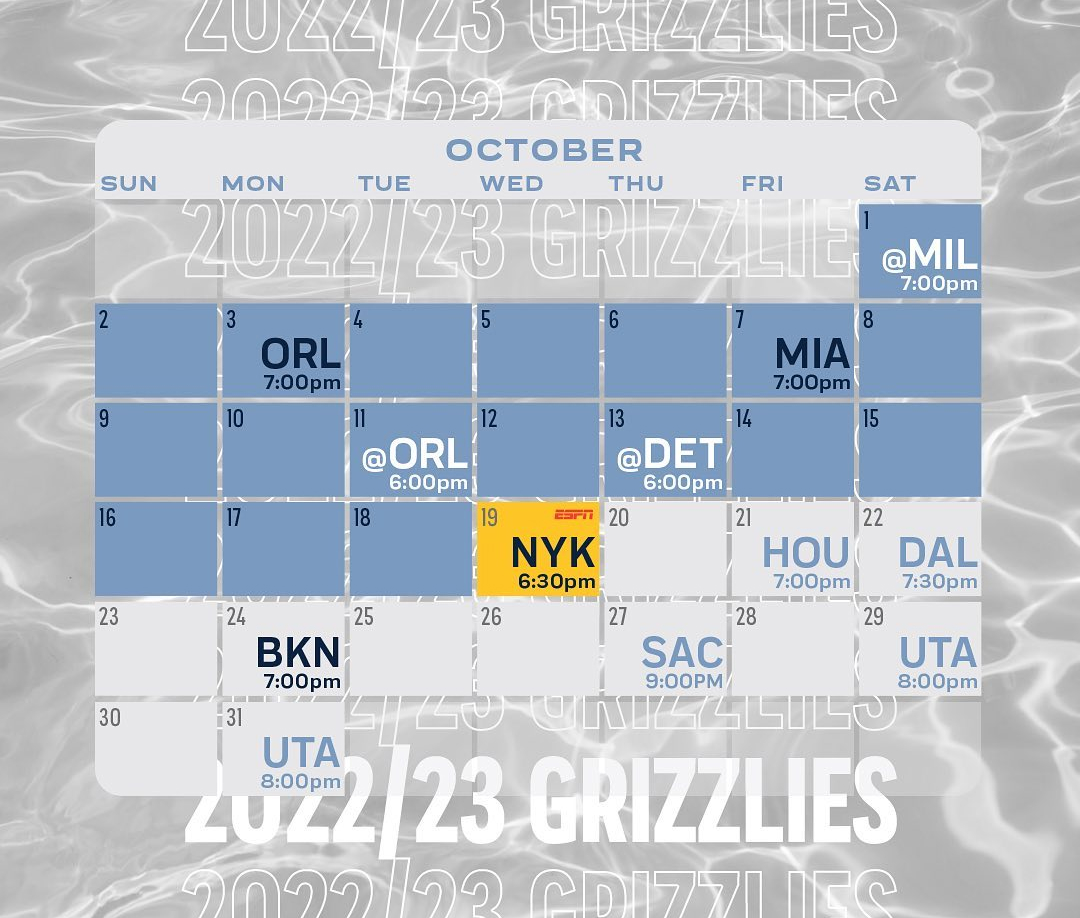 2022/23 GRIZZLIES
2022/23 GRIZZLIES
OCTOBER
SUN MON TUE WED THU FRI SAT
2022/23 GRIZZLIES
1
@MIL
7:00pm
2 3 4 5 6 7 8
ORL MIA
7:00pm 7:00pm
9 10 11 12 13 14 15
@ORL @DET
6:00pm 6:00pm
16 17 18 19 ESPN 20 21 22
NYK HOU DAL
6:30pm 7:00pm 7:30pm
23 24 25 26 27 28 29
BKN SAC UTA
7:00pm 9:00PM 8:00pm
30 31
UTA
8:00pm
2022/23 GRIZZLIES
2022/23 GRIZZLIES